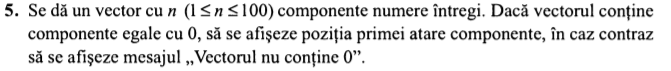 5. Se dă un vector cu n (1 ≤ n ≤ 100) componente numere întregi. Dacă vectorul conține
componente egale cu 0, să se afișeze poziția primei atare componente, în caz contraz
să se afișeze mesajul „Vectorul nu conține 0”.